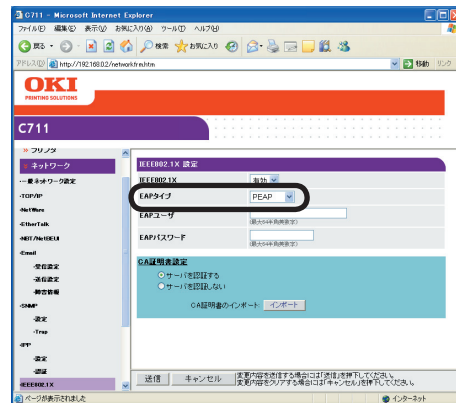 C711 - Microsoft Internet Explorer
ファイル(F) 編集(E) 表示(V) お気に入り(A) ツール(T) ヘルプ(H)
戻る 検索 お気に入り
アドレス(D) http://192.168.0.2/networkfre.htm 移動 リンク
OKI
PRINTING SOLUTIONS
C711
» プリンタ
» ネットワーク
-一般ネットワーク設定
-TCP/IP
-NetWare
-EtherTalk
-NBT/NetBEUI
-Email
-受信設定
-送信設定
-障害情報
-SNMP
-設定
-Trap
-IPP
-設定
-認証
-IEEE802.1X
IEEE802.1X 設定
IEEE802.1X 有効
EAPタイプ PEAP
EAPユーザ
(最大64半角英数字)
EAPパスワード
(最大64半角英数字)
CA証明書設定
サーバを認証する
サーバを認証しない
CA証明書のインポート: インポート
送信 キャンセル
変更内容を送信する場合には「送信」を押下してください。
変更内容をクリアする場合には「キャンセル」を押下してください。
ページが表示されました インターネット